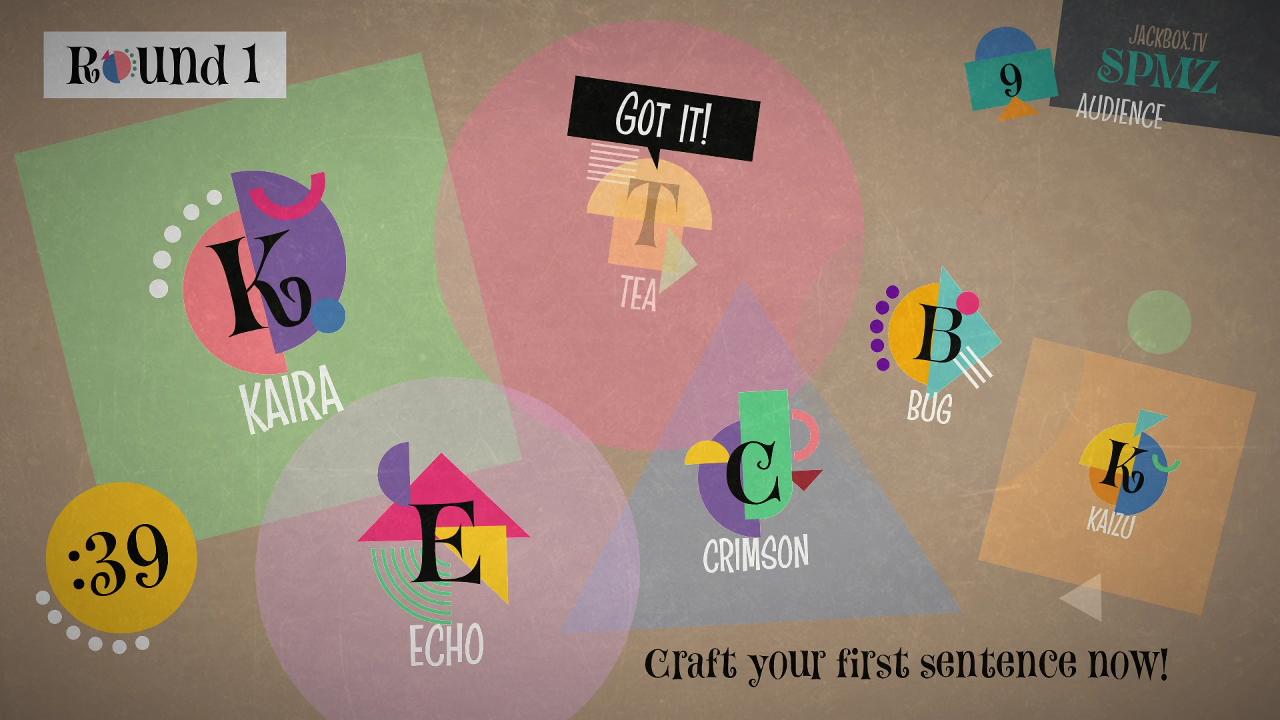 Round 1
JACKBOX.TV
SPMZ
9
AUDIENCE
GOT IT!
T
TEA
K
KAIRA
B
BUG
C
CRIMSON
K
KAIZU
E
ECHO
:39
Craft your first sentence now!